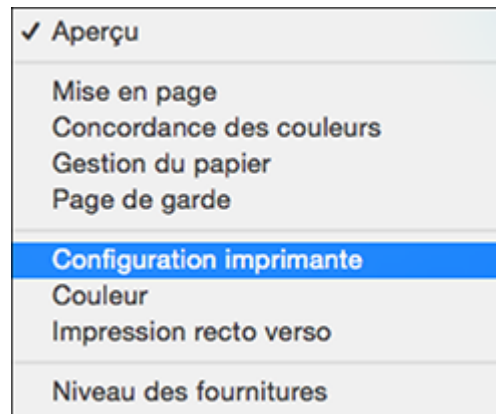 ✓ Aperçu
Mise en page
Concordance des couleurs
Gestion du papier
Page de garde
Configuration imprimante
Couleur
Impression recto verso
Niveau des fournitures